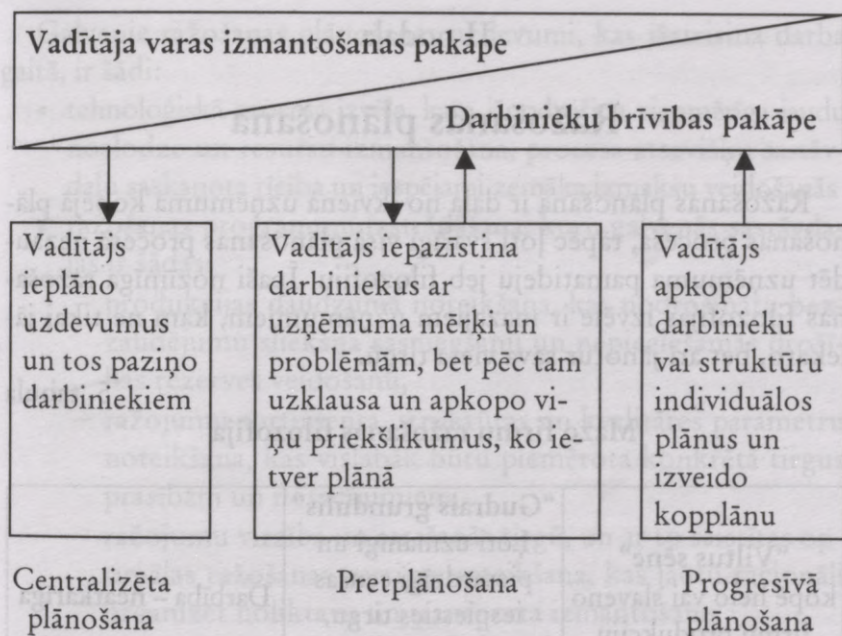 Vadītāja varas izmantošanas pakāpe
Darbinieku brīvības pakāpe
Vadītājs
ieplāno
uzdevumus
un tos paziņo
darbiniekiem
Vadītājs iepazīstina
darbiniekus ar
uzņēmuma mērķi un
problēmām, bet pēc tam
uzklausa un apkopo vi-
ņu priekšlikumus, ko ie-
tver plānā
Vadītājs
apkopo
darbinieku
vai struktūru
individuālos
plānus un
izveido
kopplānu
Centralizēta
plānošana
Pretplānošana
Progresīvā
plānošana